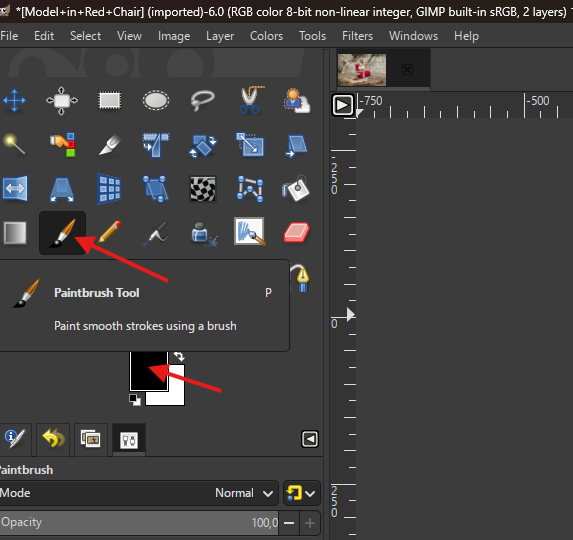 *[Model+in+Red+Chair] (imported)-6.0 (RGB color 8-bit non-linear integer, GIMP built-in sRGB, 2 layers)
File Edit Select View Image Layer Colors Tools Filters Windows Help
-750 -500
-250
0
250
Paintbrush Tool P
Paint smooth strokes using a brush
aintbrush
Mode Normal
Opacity 100,0